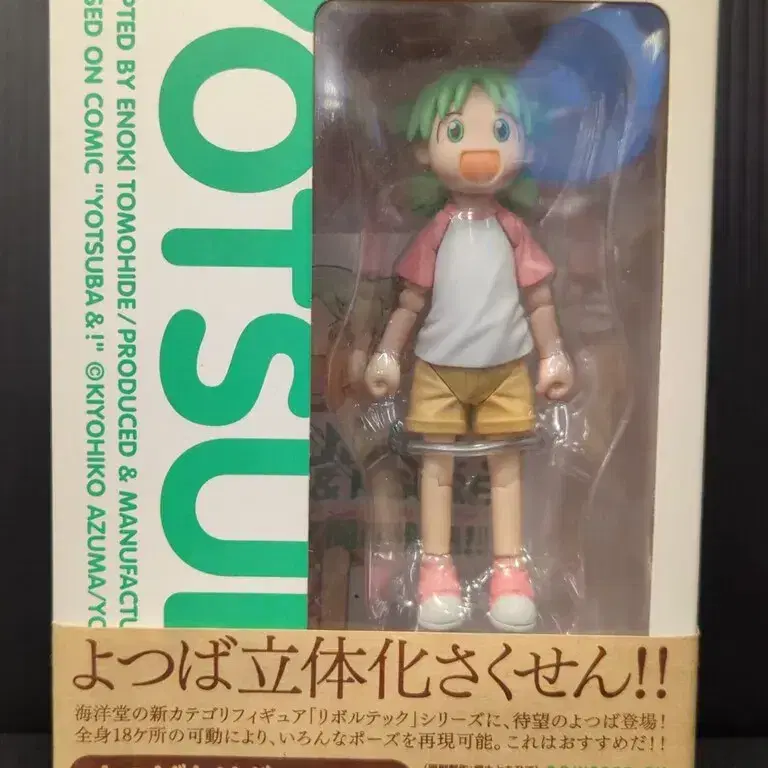 PTED BY ENOKI TOMOHIDE/PRODUCED & MANUFACTU
SED ON COMIC "YOTSUBA&!" ©KIYOHIKO AZUMA/YO
YOTSU
よつば立体化さくせん!!
海洋堂の新カテゴリフィギュア「リボルテック」シリーズに、待望のよつば登場!
全身18ケ所の可動により、いろんなポーズを再現可能。これはおすすめだ!!